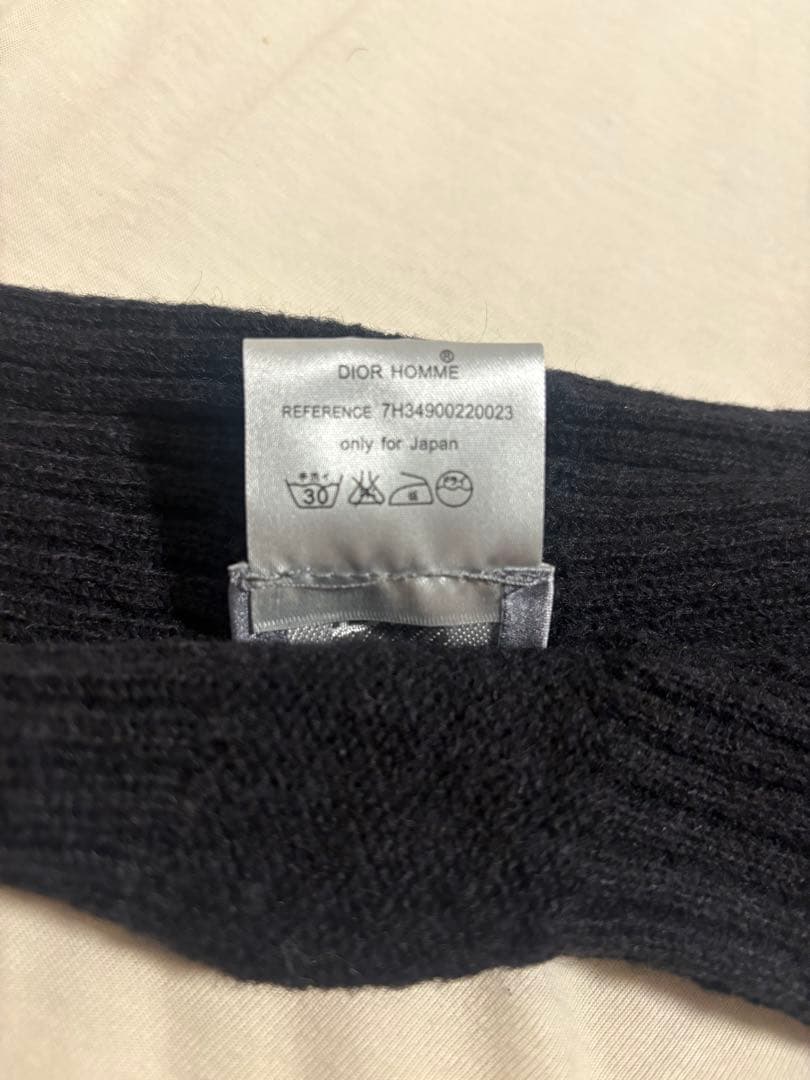 DIOR HOMME®
REFERENCE 7H34900220023
only for Japan
30